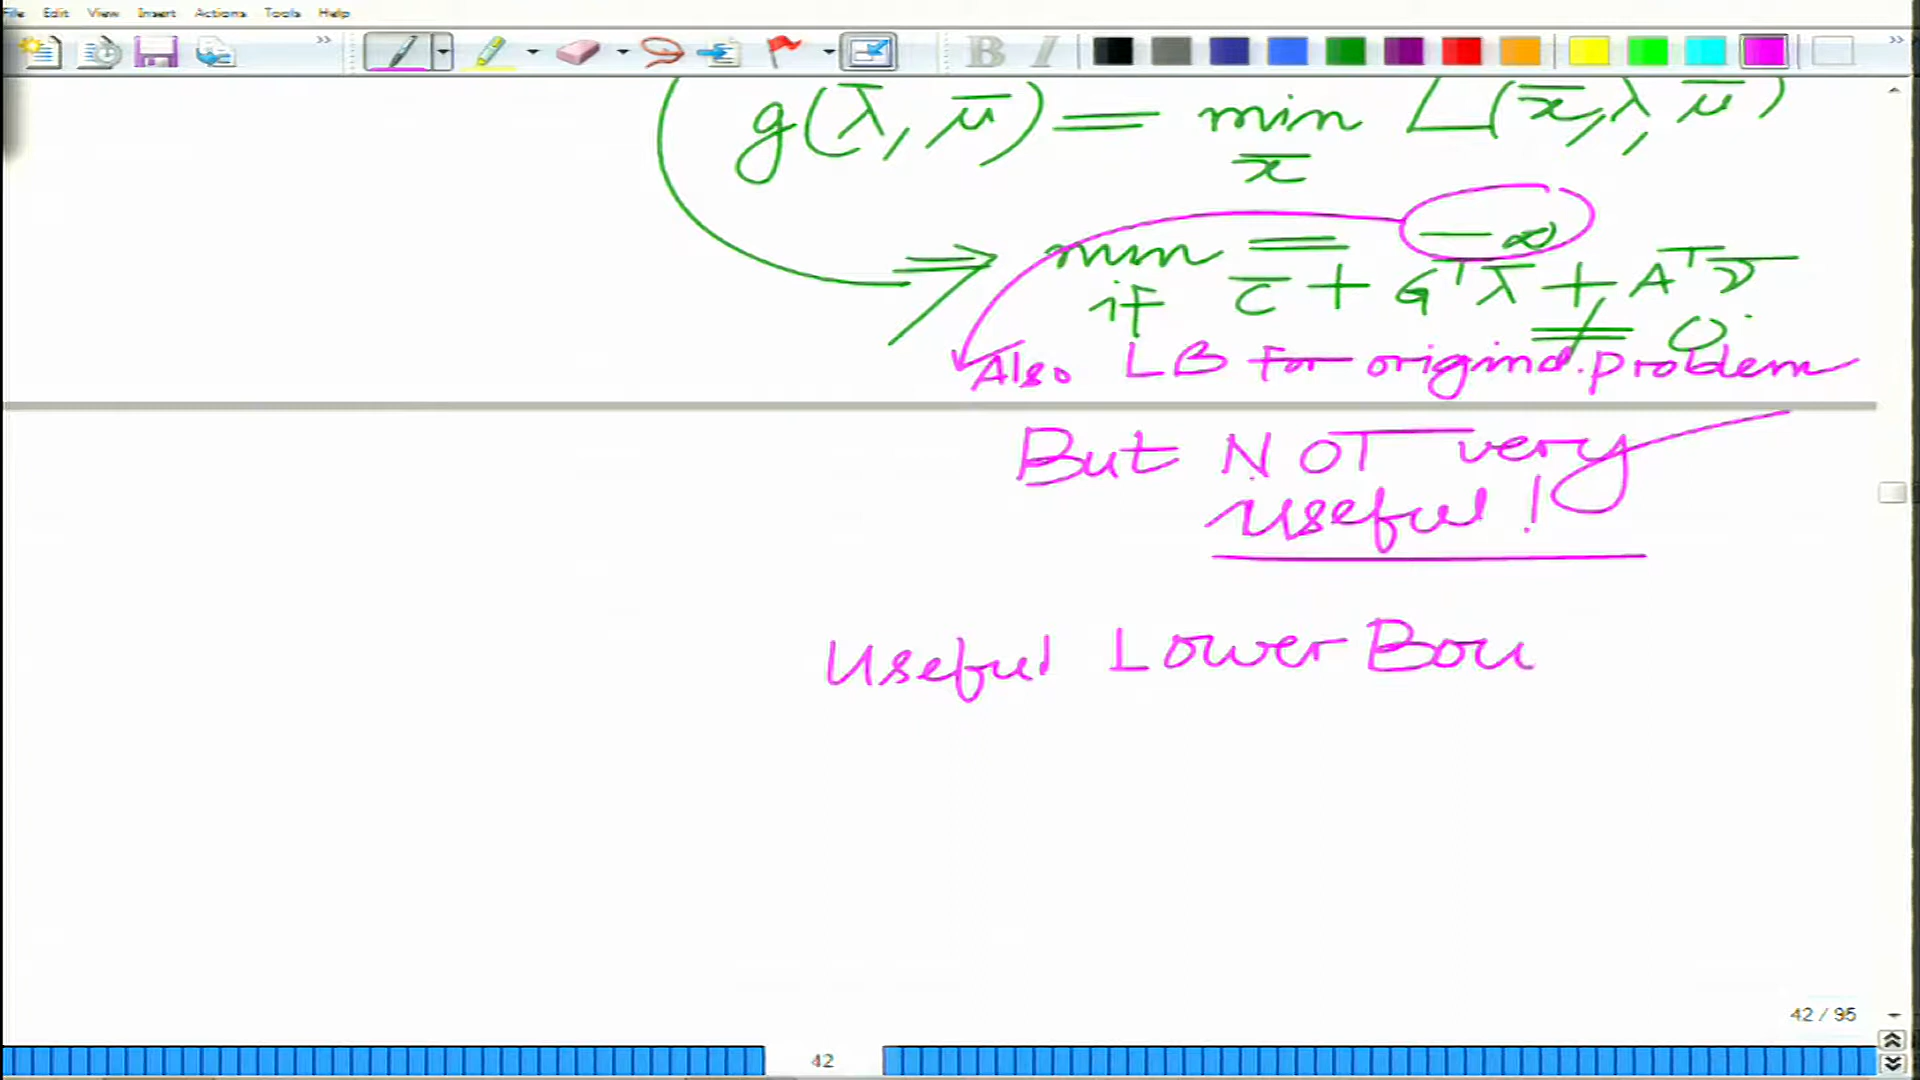 File Edit View Insert Actions Tools Help
B I
g(λ̄, μ̄) = min L(x̄, λ, μ̄)
x̄
⇒ min = −∞
if c̄ + Gᵀλ̄ + Aᵀν̄
≠ 0
Also LB for original problem
But NOT very
useful!
Useful Lower Bou
42 / 95
42